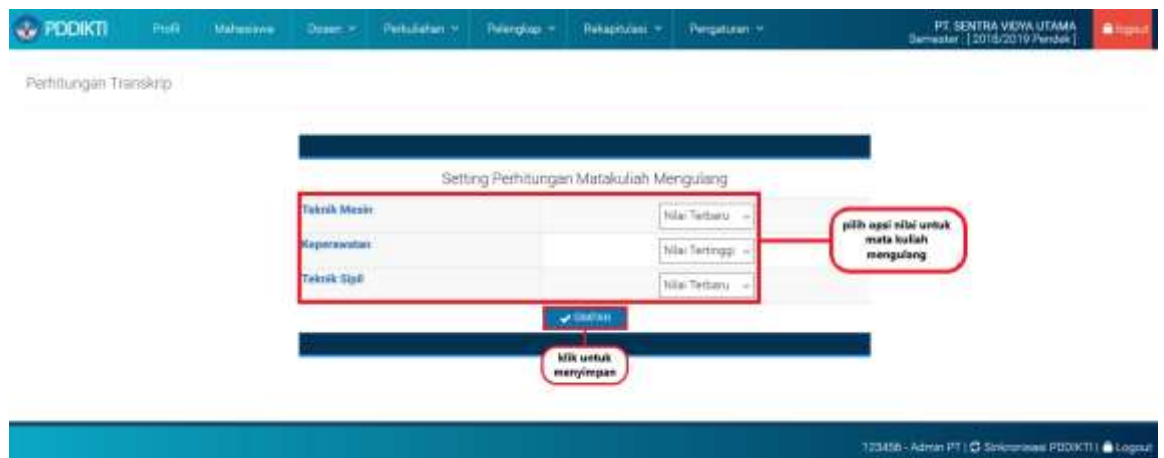 PDDIKTI Profil Mahasiswa Dosen Perkuliahan Pelengkap Rekapitulasi Pengaturan PT. SENTRA VIDYA UTAMA
Semester : [ 2018/2019 Pendek ]
logout
Perhitungan Transkrip
Setting Perhitungan Matakuliah Mengulang
Teknik Mesin Nilai Terbaru
Keperawatan Nilai Tertinggi
Teknik Sipil Nilai Terbaru
pilih opsi nilai untuk
mata kuliah
mengulang
SIMPAN
klik untuk
menyimpan
123456 - Admin PT | Sinkronisasi PDDIKTI | Logout